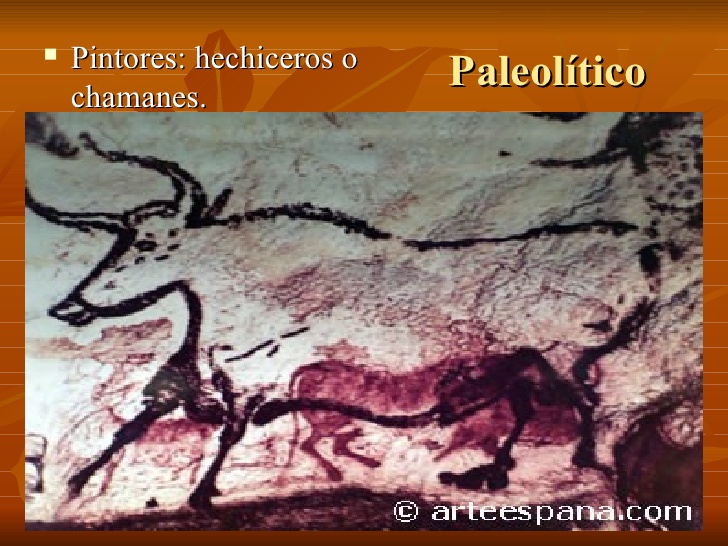 Pintores: hechiceros o
chamanes.
Paleolítico
© arteespana.com